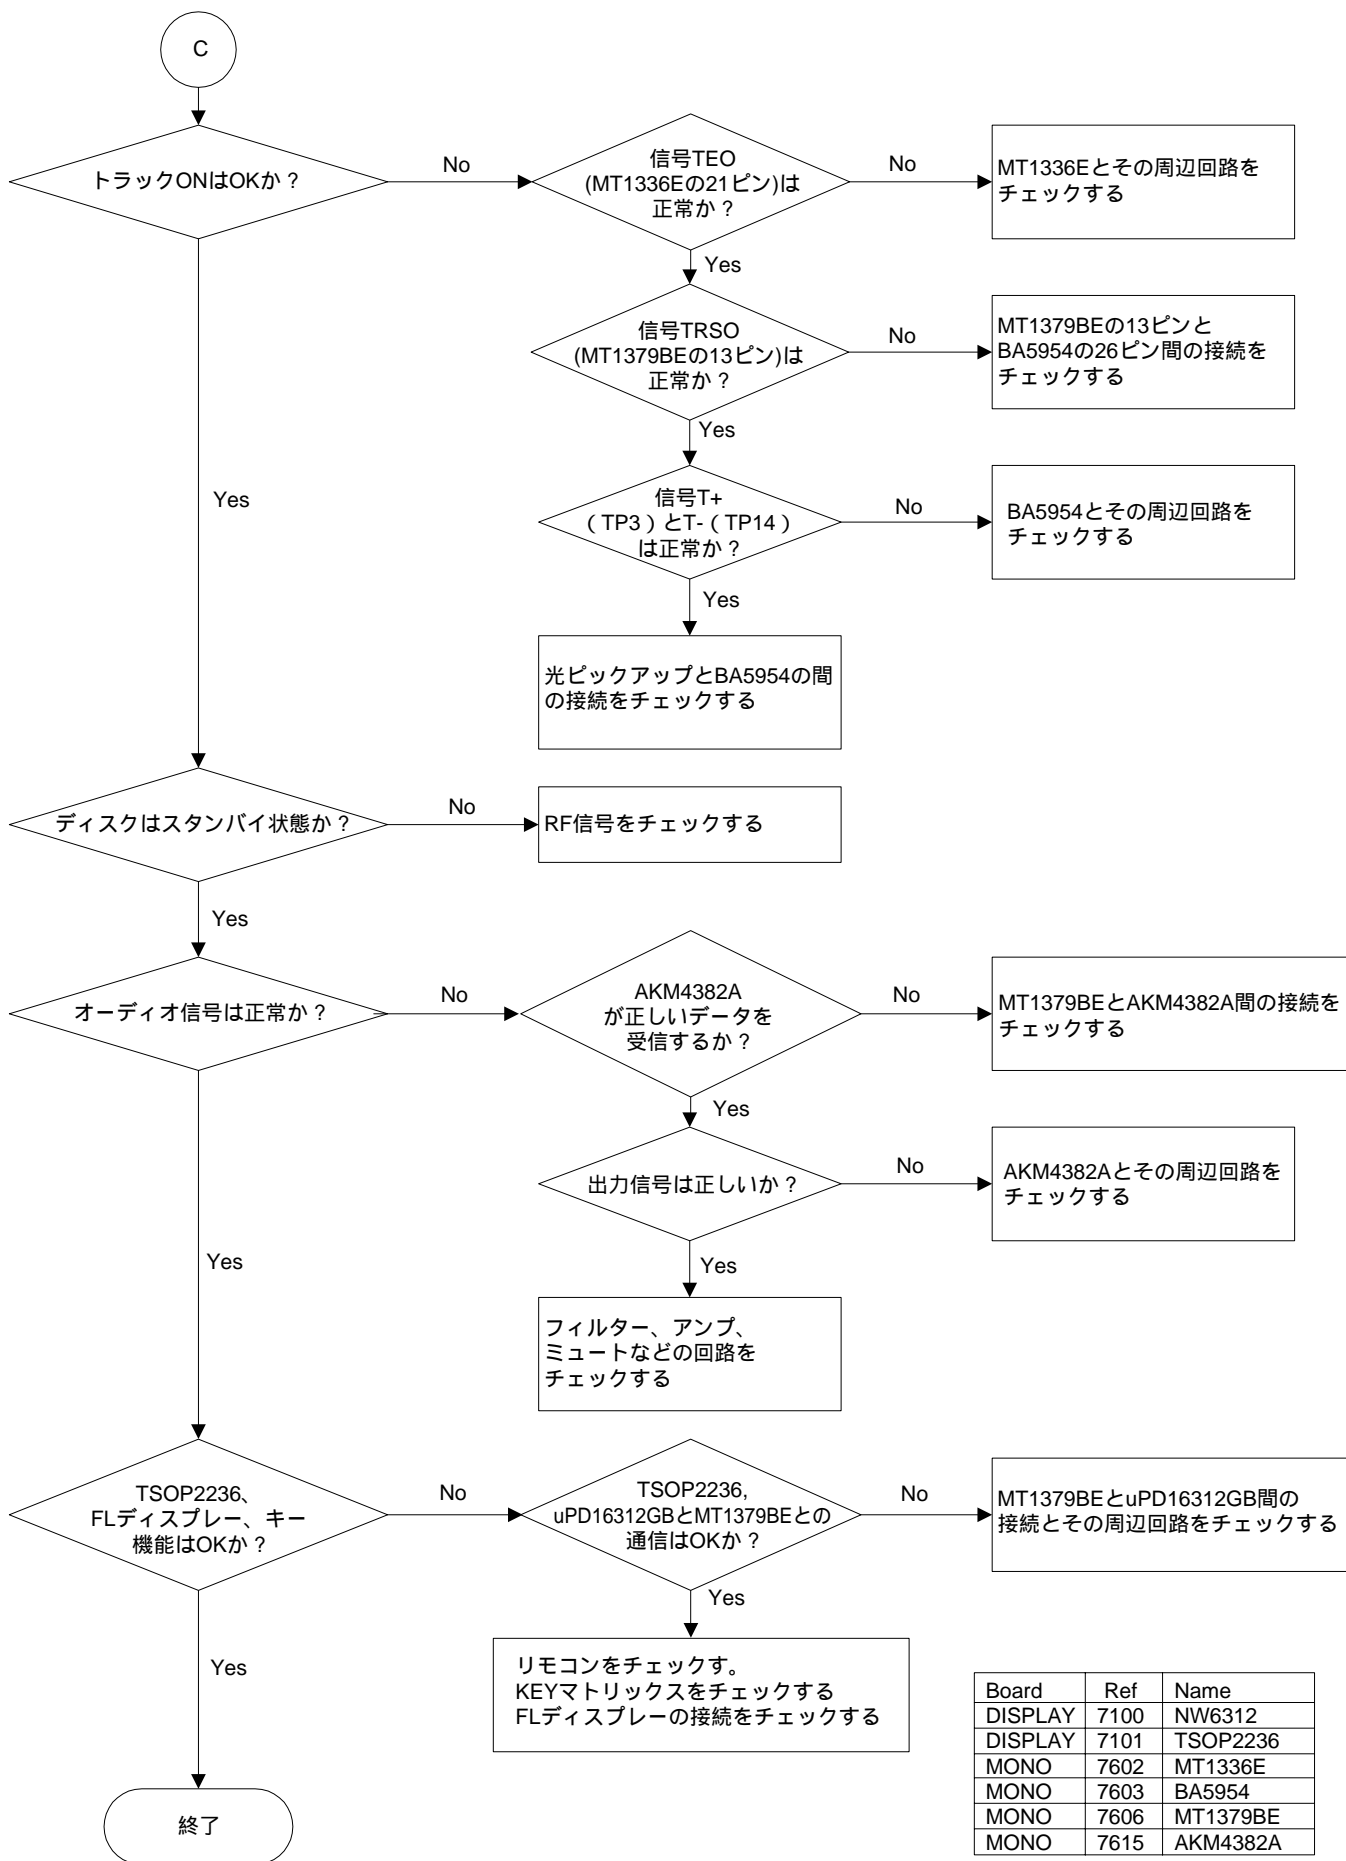 C
トラックONはOKか？
No
信号TEO
(MT1336Eの21ピン)は
正常か？
No
MT1336Eとその周辺回路を
チェックする
Yes
信号TRSO
(MT1379BEの13ピン)は
正常か？
No
MT1379BEの13ピンと
BA5954の26ピン間の接続を
チェックする
Yes
Yes
信号T+
（TP3）とT-（TP14）
は正常か？
No
BA5954とその周辺回路を
チェックする
Yes
光ピックアップとBA5954の間
の接続をチェックする
ディスクはスタンバイ状態か？
No
RF信号をチェックする
Yes
オーディオ信号は正常か？
No
AKM4382A
が正しいデータを
受信するか？
No
MT1379BEとAKM4382A間の接続を
チェックする
Yes
出力信号は正しいか？
No
AKM4382Aとその周辺回路を
チェックする
Yes
Yes
フィルター、アンプ、
ミュートなどの回路を
チェックする
TSOP2236、
FLディスプレー、キー
機能はOKか？
No
TSOP2236,
uPD16312GBとMT1379BEとの
通信はOKか？
No
MT1379BEとuPD16312GB間の
接続とその周辺回路をチェックする
Yes
リモコンをチェックす。
KEYマトリックスをチェックする
FLディスプレーの接続をチェックする
Yes
終了
Board Ref Name
DISPLAY 7100 NW6312
DISPLAY 7101 TSOP2236
MONO 7602 MT1336E
MONO 7603 BA5954
MONO 7606 MT1379BE
MONO 7615 AKM4382A